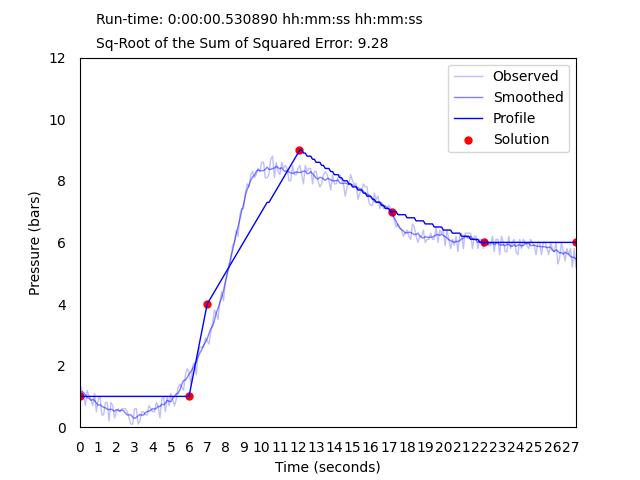 Run-time: 0:00:00.530890 hh:mm:ss hh:mm:ss
Sq-Root of the Sum of Squared Error: 9.28
12
10
8
6
4
2
0
Pressure (bars)
Observed
Smoothed
Profile
Solution
0 1 2 3 4 5 6 7 8 9 10 11 12 13 14 15 16 17 18 19 20 21 22 23 24 25 26 27
Time (seconds)